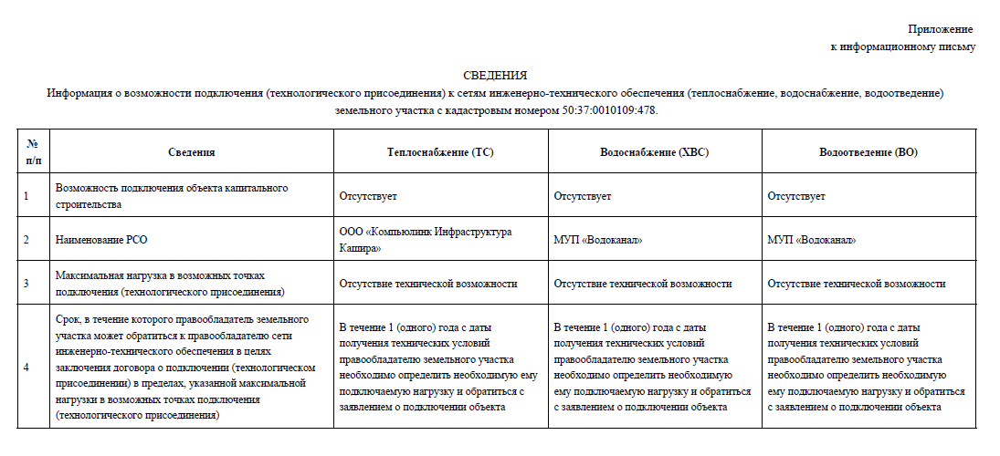 Приложение
к информационному письму
СВЕДЕНИЯ
Информация о возможности подключения (технологического присоединения) к сетям инженерно-технического обеспечения (теплоснабжение, водоснабжение, водоотведение)
земельного участка с кадастровым номером 50:37:0010109:478.
№
п/п
Сведения
Теплоснабжение (ТС)
Водоснабжение (ХВС)
Водоотведение (ВО)
1
Возможность подключения объекта капитального
строительства
Отсутствует
Отсутствует
Отсутствует
2
Наименование РСО
ООО «Компьюлинк Инфраструктура
Кашира»
МУП «Водоканал»
МУП «Водоканал»
3
Максимальная нагрузка в возможных точках
подключения (технологического присоединения)
Отсутствие технической возможности
Отсутствие технической возможности
Отсутствие технической возможности
4
Срок, в течение которого правообладатель земельного
участка может обратиться к правообладателю сети
инженерно-технического обеспечения в целях
заключения договора о подключении (технологическом
присоединении) в пределах, указанной максимальной
нагрузки в возможных точках подключения
(технологического присоединения)
В течение 1 (одного) года с даты
получения технических условий
правообладателю земельного участка
необходимо определить необходимую ему
подключаемую нагрузку и обратиться с
заявлением о подключении объекта
В течение 1 (одного) года с даты
получения технических условий
правообладателю земельного участка
необходимо определить необходимую
ему подключаемую нагрузку и обратиться
с заявлением о подключении объекта
В течение 1 (одного) года с даты
получения технических условий
правообладателю земельного участка
необходимо определить необходимую
ему подключаемую нагрузку и обратиться
с заявлением о подключении объекта